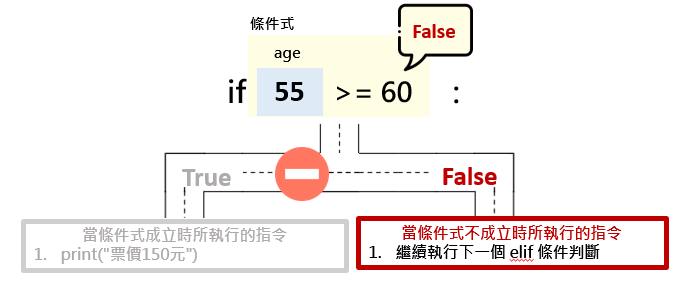 條件式
False
age
if 55 >= 60 :
True
False
當條件式成立時所執行的指令
1. print("票價150元")
當條件式不成立時所執行的指令
1. 繼續執行下一個 elif 條件判斷